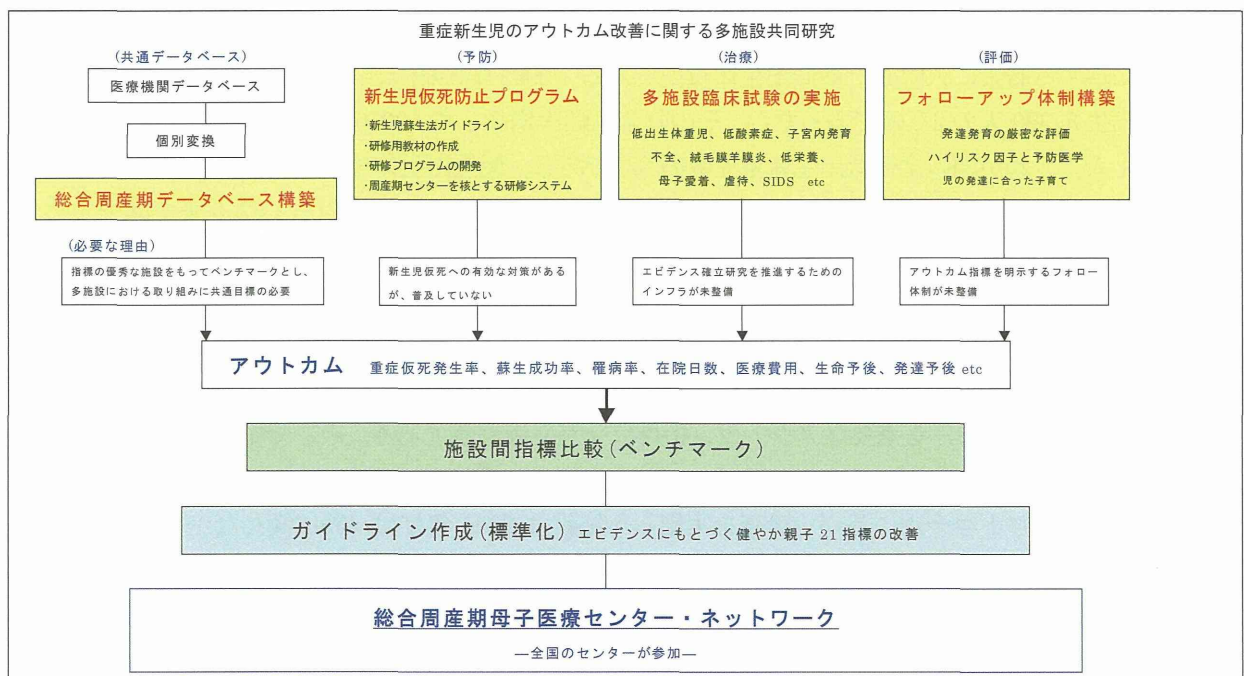 重症新生児のアウトカム改善に関する多施設共同研究
(共通データベース)
医療機関データベース
個別変換
総合周産期データベース構築
(必要な理由)
指標の優秀な施設をもってベンチマークとし、
多施設における取り組みに共通目標の必要
(予防)
新生児仮死防止プログラム
・新生児蘇生法ガイドライン
・研修用教材の作成
・研修プログラムの開発
・周産期センターを核とする研修システム
新生児仮死への有効な対策がある
が、普及していない
(治療)
多施設臨床試験の実施
低出生体重児、低酸素症、子宮内発育
不全、絨毛膜羊膜炎、低栄養、
母子愛着、虐待、SIDS etc
エビデンス確立研究を推進するための
インフラが未整備
(評価)
フォローアップ体制構築
発達発育の厳密な評価
ハイリスク因子と予防医学
児の発達に合った子育て
アウトカム指標を明示するフォロー
体制が未整備
アウトカム 重症仮死発生率、蘇生成功率、罹病率、在院日数、医療費用、生命予後、発達予後 etc
施設間指標比較(ベンチマーク)
ガイドライン作成(標準化) エビデンスにもとづく健やか親子 21 指標の改善
総合周産期母子医療センター・ネットワーク
―全国のセンターが参加―